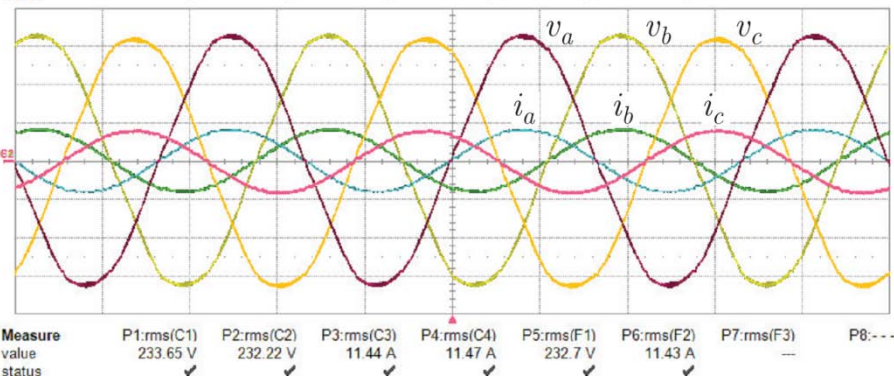 v_a v_b v_c
i_a i_b i_c
C2
Measure P1:rms(C1) P2:rms(C2) P3:rms(C3) P4:rms(C4) P5:rms(F1) P6:rms(F2) P7:rms(F3) P8:- - -
value 233.65 V 232.22 V 11.44 A 11.47 A 232.7 V 11.43 A ---
status ✔ ✔ ✔ ✔ ✔ ✔